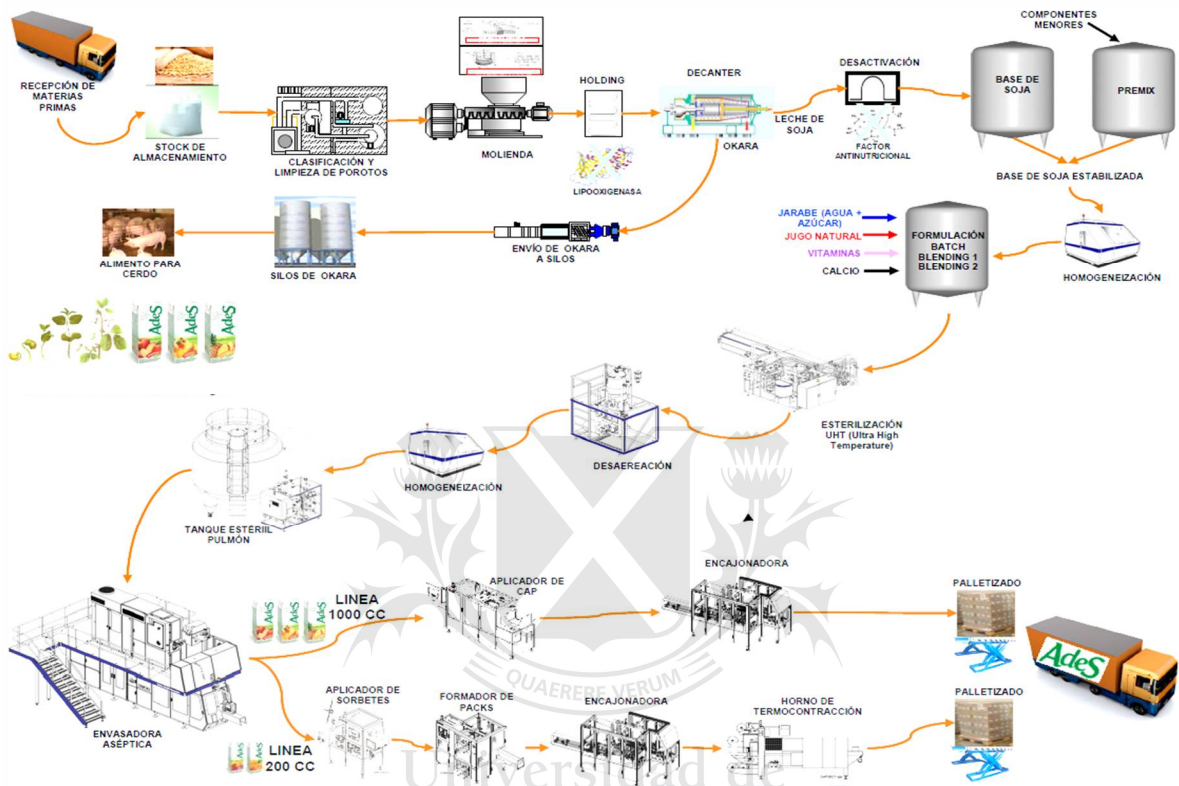 RECEPCIÓN DE
MATERIAS
PRIMAS
STOCK DE
ALMACENAMIENTO
CLASIFICACIÓN Y
LIMPIEZA DE POROTOS
MOLIENDA
HOLDING
LIPOOXIGENASA
DECANTER
OKARA
LECHE DE
SOJA
DESACTIVACIÓN
FACTOR
ANTINUTRICIONAL
COMPONENTES
MENORES
BASE DE
SOJA
PREMIX
BASE DE SOJA ESTABILIZADA
HOMOGENEIZACIÓN
JARABE (AGUA +
AZÚCAR)
JUGO NATURAL
VITAMINAS
CALCIO
FORMULACIÓN
BATCH
BLENDING 1
BLENDING 2
ENVÍO DE OKARA
A SILOS
SILOS DE OKARA
ALIMENTO PARA
CERDO
AdeS
AdeS
AdeS
ESTERILIZACIÓN
UHT (Ultra High
Temperature)
DESAEREACIÓN
HOMOGENEIZACIÓN
TANQUE ESTÉRIIL
PULMÓN
ENVASADORA
ASÉPTICA
LINEA
1000 CC
APLICADOR DE
CAP
ENCAJONADORA
PALLETIZADO
AdeS
LINEA
200 CC
APLICADOR DE
SORBETES
FORMADOR DE
PACKS
ENCAJONADORA
HORNO DE
TERMOCONTRACCIÓN
PALLETIZADO
QUAERERE VERUM
Universidad de